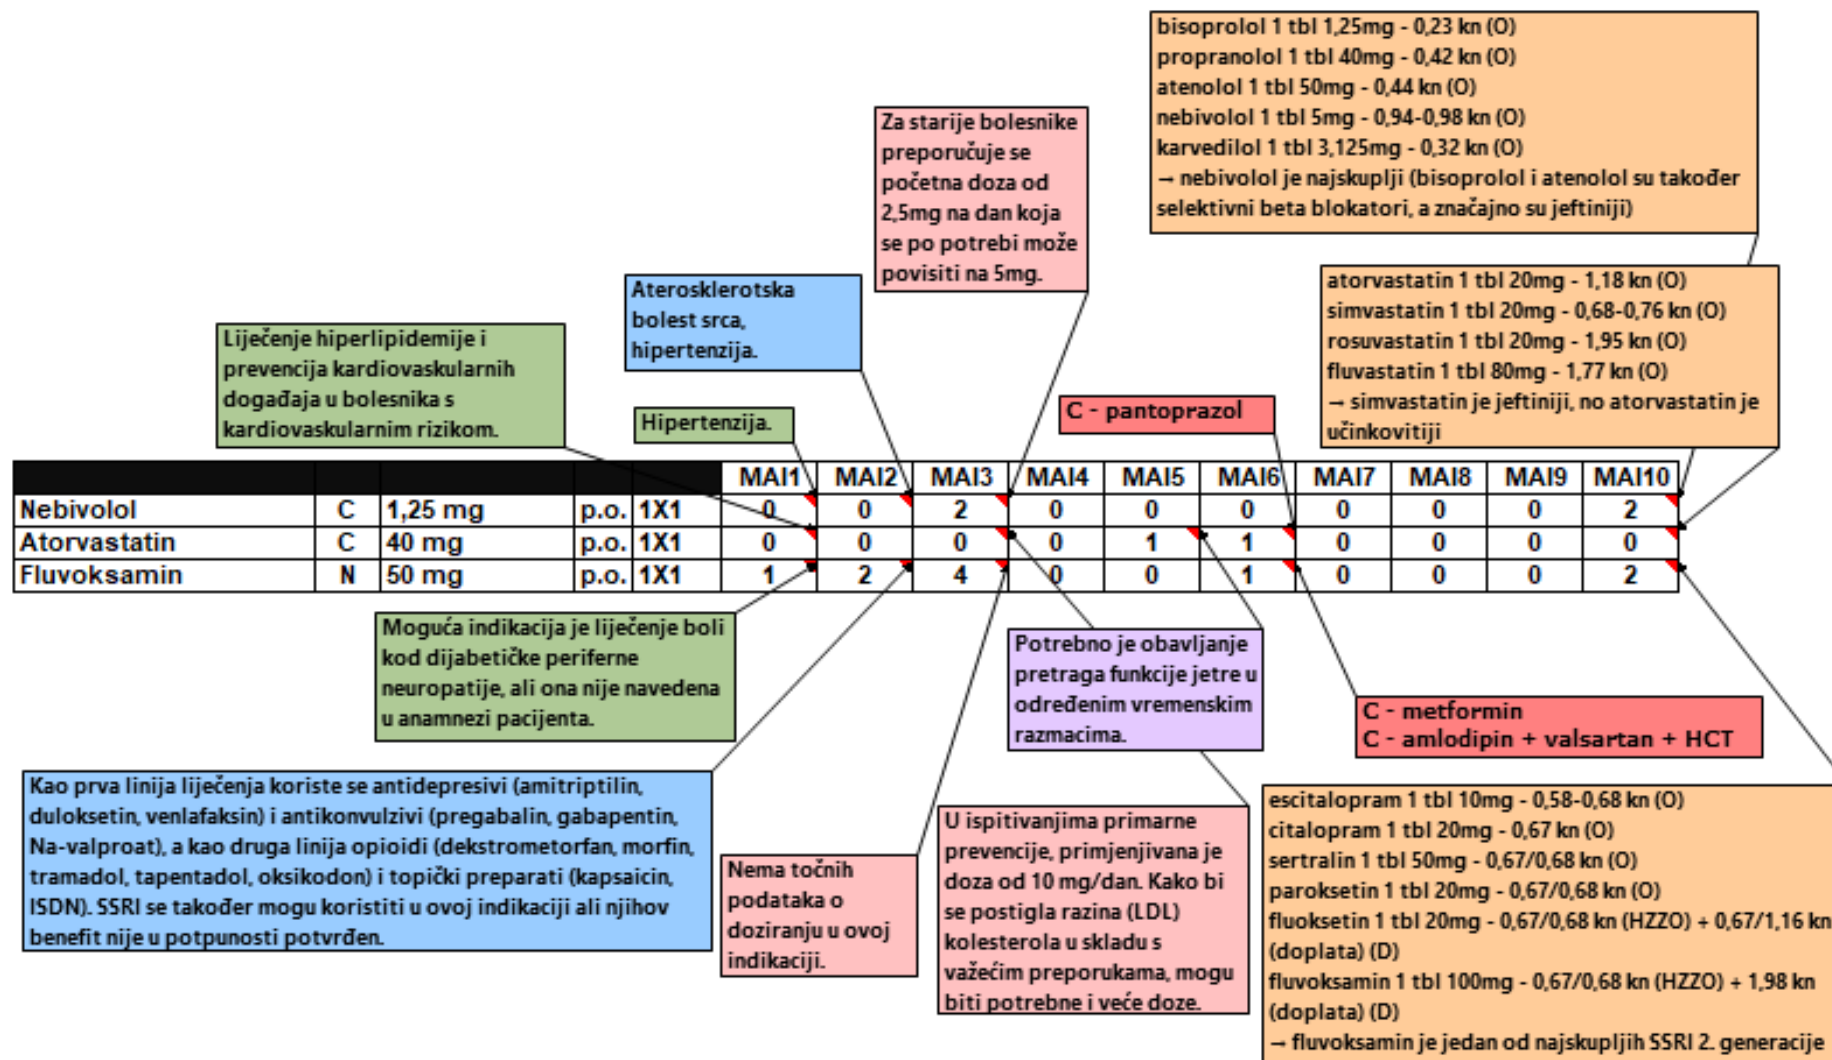 bisoprolol 1 tbl 1,25mg - 0,23 kn (O)
propranolol 1 tbl 40mg - 0,42 kn (O)
atenolol 1 tbl 50mg - 0,44 kn (O)
nebivolol 1 tbl 5mg - 0,94-0,98 kn (O)
karvedilol 1 tbl 3,125mg - 0,32 kn (O)
→ nebivolol je najskuplji (bisoprolol i atenolol su također
selektivni beta blokatori, a značajno su jeftiniji)
Za starije bolesnike
preporučuje se
početna doza od
2,5mg na dan koja
se po potrebi može
povisiti na 5mg.
Aterosklerotska
bolest srca,
hipertenzija.
atorvastatin 1 tbl 20mg - 1,18 kn (O)
simvastatin 1 tbl 20mg - 0,68-0,76 kn (O)
rosuvastatin 1 tbl 20mg - 1,95 kn (O)
fluvastatin 1 tbl 80mg - 1,77 kn (O)
→ simvastatin je jeftiniji, no atorvastatin je
učinkovitiji
Liječenje hiperlipidemije i
prevencija kardiovaskularnih
događaja u bolesnika s
kardiovaskularnim rizikom.
Hipertenzija.
C - pantoprazol
MAI1 MAI2 MAI3 MAI4 MAI5 MAI6 MAI7 MAI8 MAI9 MAI10
Nebivolol C 1,25 mg p.o. 1X1 0 0 2 0 0 0 0 0 0 2
Atorvastatin C 40 mg p.o. 1X1 0 0 0 0 1 1 0 0 0 0
Fluvoksamin N 50 mg p.o. 1X1 1 2 4 0 0 1 0 0 0 2
Moguća indikacija je liječenje boli
kod dijabetičke periferne
neuropatije, ali ona nije navedena
u anamnezi pacijenta.
Potrebno je obavljanje
pretraga funkcije jetre u
određenim vremenskim
razmacima.
C - metformin
C - amlodipin + valsartan + HCT
Kao prva linija liječenja koriste se antidepresivi (amitriptilin,
duloksetin, venlafaksin) i antikonvulzivi (pregabalin, gabapentin,
Na-valproat), a kao druga linija opioidi (dekstrometorfan, morfin,
tramadol, tapentadol, oksikodon) i topički preparati (kapsaicin,
ISDN). SSRI se također mogu koristiti u ovoj indikaciji ali njihov
benefit nije u potpunosti potvrđen.
Nema točnih
podataka o
doziranju u ovoj
indikaciji.
U ispitivanjima primarne
prevencije, primjenjivana je
doza od 10 mg/dan. Kako bi
se postigla razina (LDL)
kolesterola u skladu s
važećim preporukama, mogu
biti potrebne i veće doze.
escitalopram 1 tbl 10mg - 0,58-0,68 kn (O)
citalopram 1 tbl 20mg - 0,67 kn (O)
sertralin 1 tbl 50mg - 0,67/0,68 kn (O)
paroksetin 1 tbl 20mg - 0,67/0,68 kn (O)
fluoksetin 1 tbl 20mg - 0,67/0,68 kn (HZZO) + 0,67/1,16 kn
(doplata) (D)
fluvoksamin 1 tbl 100mg - 0,67/0,68 kn (HZZO) + 1,98 kn
(doplata) (D)
→ fluvoksamin je jedan od najskupljih SSRI 2. generacije